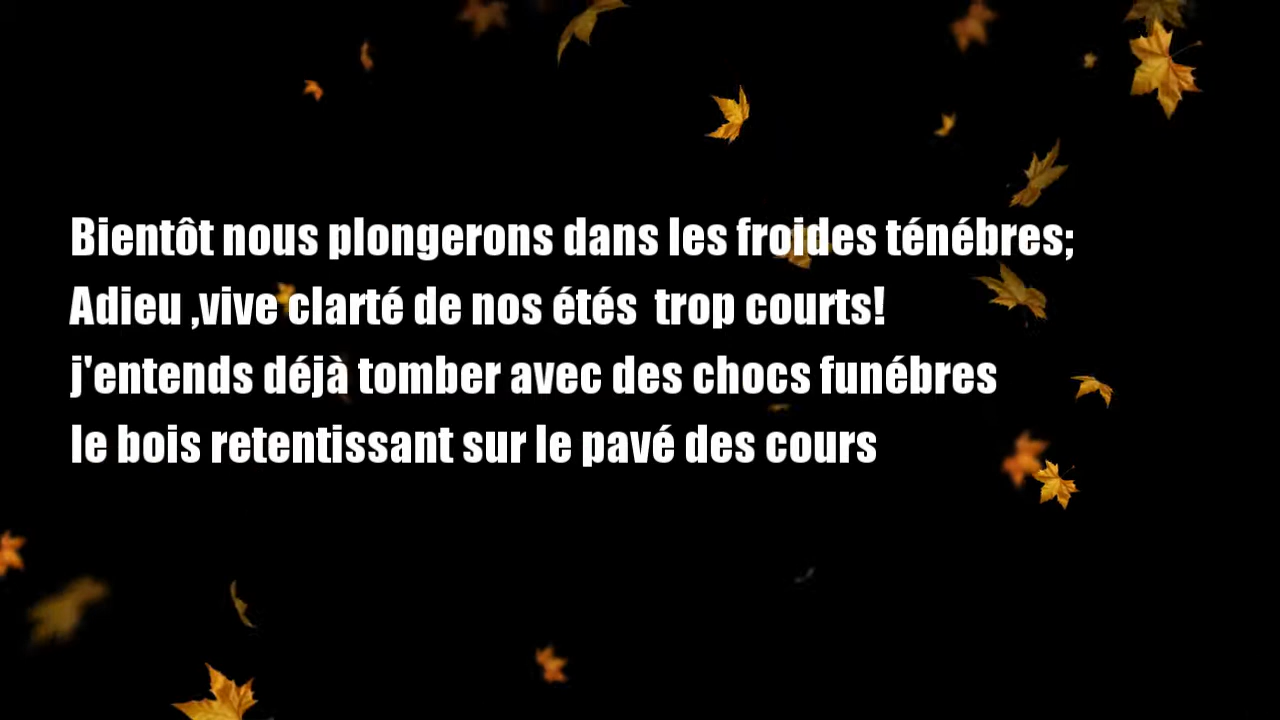 Bientôt nous plongerons dans les froides ténébres;
Adieu ,vive clarté de nos étés  trop courts!
j'entends déjà tomber avec des chocs funébres
le bois retentissant sur le pavé des cours